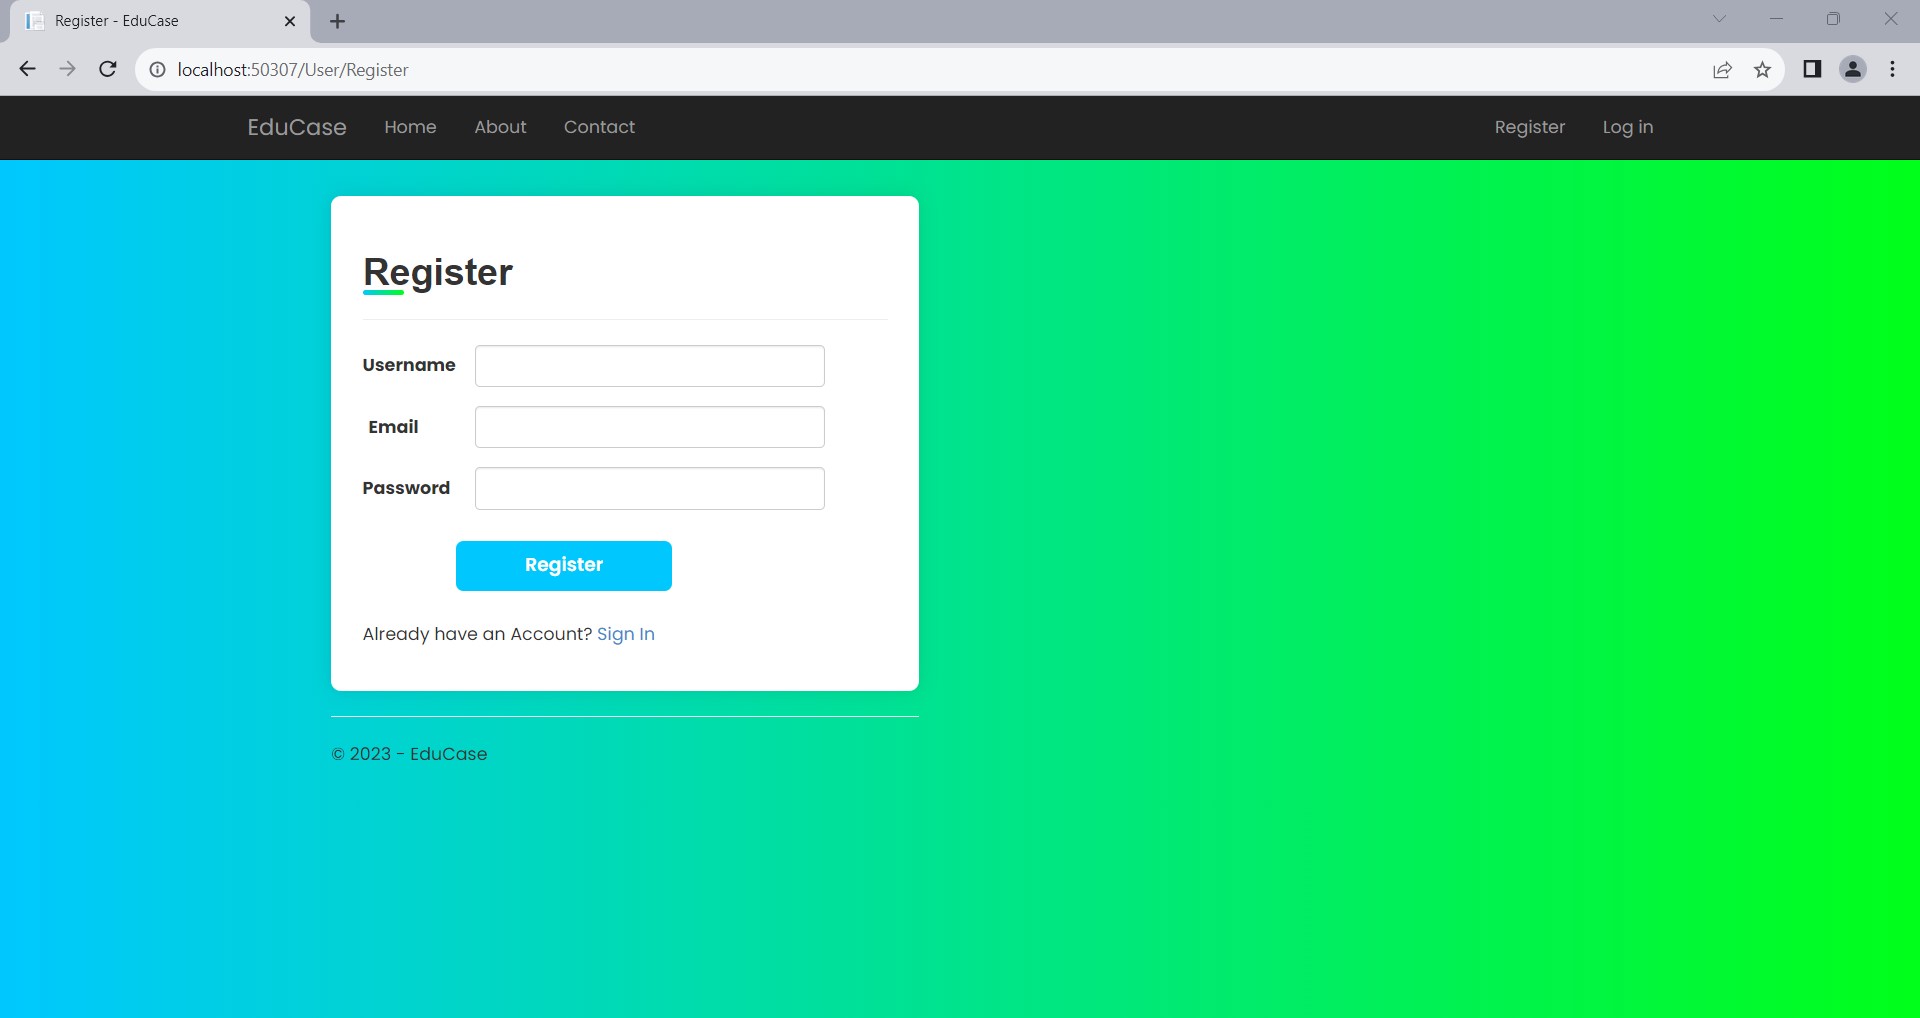 Register - EduCase
localhost:50307/User/Register
EduCase Home About Contact Register Log in
Register
Username
Email
Password
Register
Already have an Account? Sign In
© 2023 - EduCase